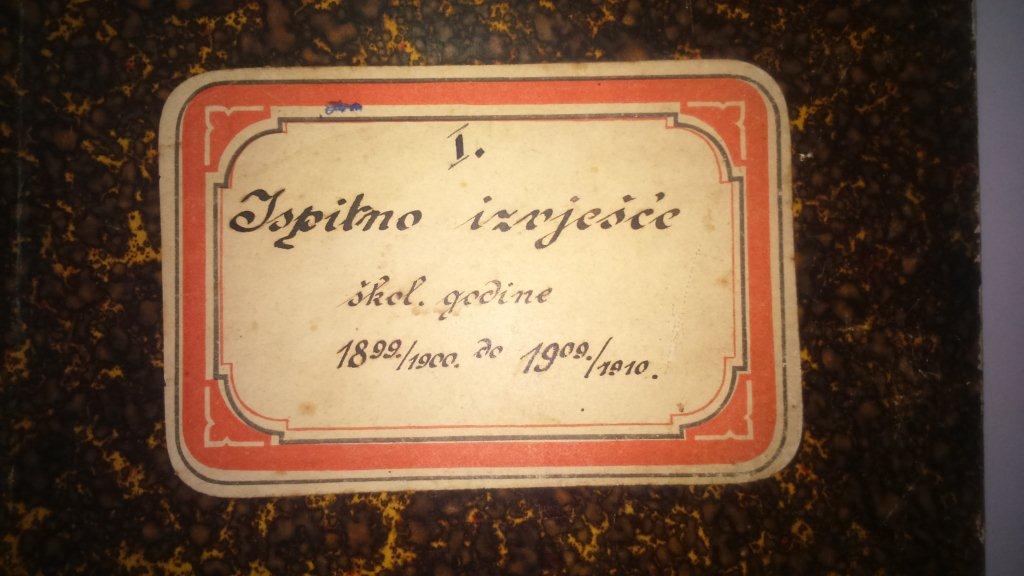 I.
Ispitno izvješće
škol. godine
1899./1900. do 1909./1910.